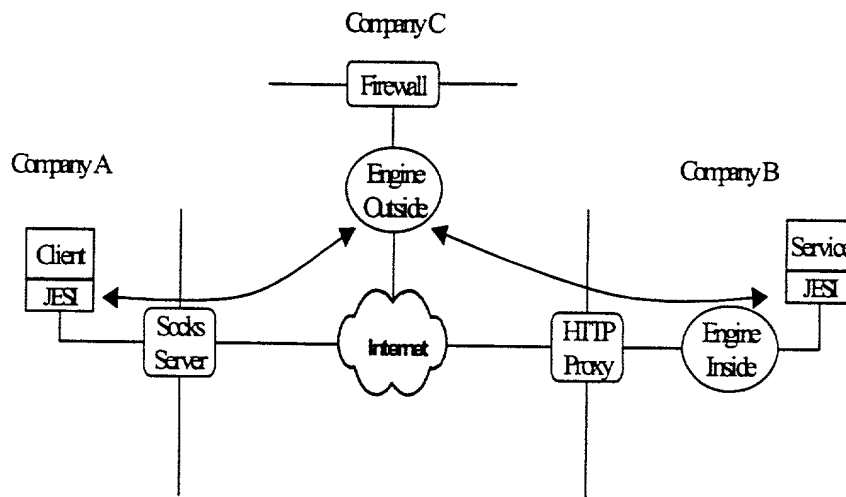 Company C
Firewall
Company A
Engine
Outside
Company B
Client
JESI
Service
JESI
Socks
Server
Internet
HTTP
Proxy
Engine
Inside